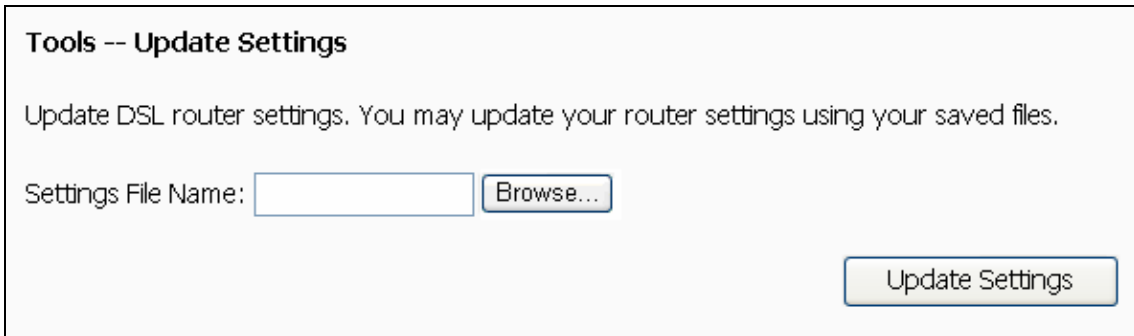 Tools -- Update Settings
Update DSL router settings. You may update your router settings using your saved files.
Settings File Name: Browse...
Update Settings